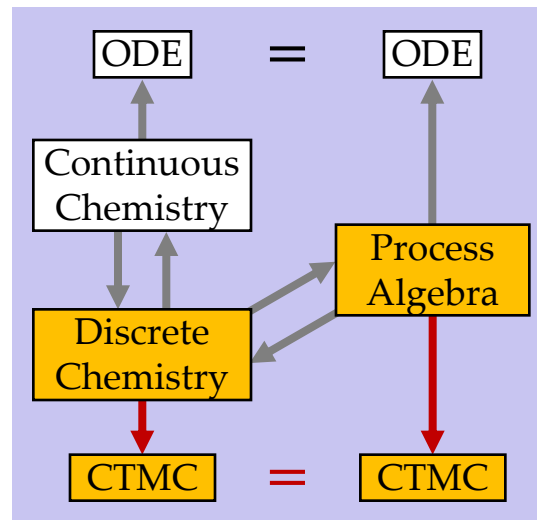 ODE = ODE
Continuous
Chemistry
Process
Algebra
Discrete
Chemistry
CTMC = CTMC